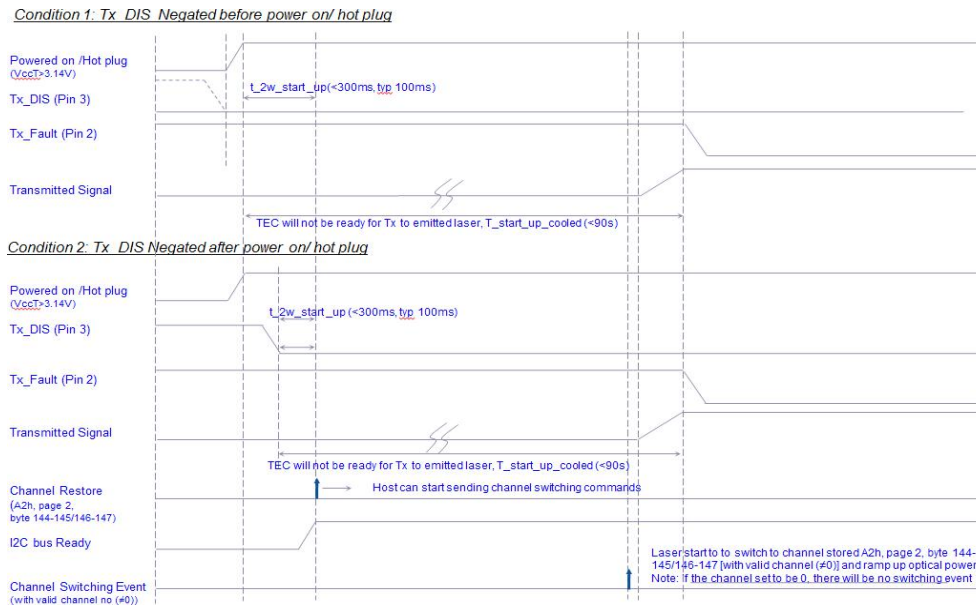 Condition 1: Tx_DIS_Negated before power on/ hot plug
Powered on /Hot plug
(VccT>3.14V)
t_2w_start_up(<300ms, typ 100ms)
Tx_DIS (Pin 3)
Tx_Fault (Pin 2)
Transmitted Signal
TEC will not be ready for Tx to emitted laser, T_start_up_cooled (<90s)
Condition 2: Tx_DIS Negated after power on/ hot plug
Powered on /Hot plug
(VccT>3.14V)
t_2w_start_up (<300ms, typ 100ms)
Tx_DIS (Pin 3)
Tx_Fault (Pin 2)
Transmitted Signal
TEC will not be ready for Tx to emitted laser, T_start_up_cooled (<90s)
Channel Restore
(A2h, page 2,
byte 144-145/146-147)
Host can start sending channel switching commands
I2C bus Ready
Laser start to to switch to channel stored A2h, page 2, byte 144-
145/146-147 [with valid channel (≠0)] and ramp up optical power
Note: If the channel set to be 0, there will be no switching event
Channel Switching Event
(with valid channel no (≠0))